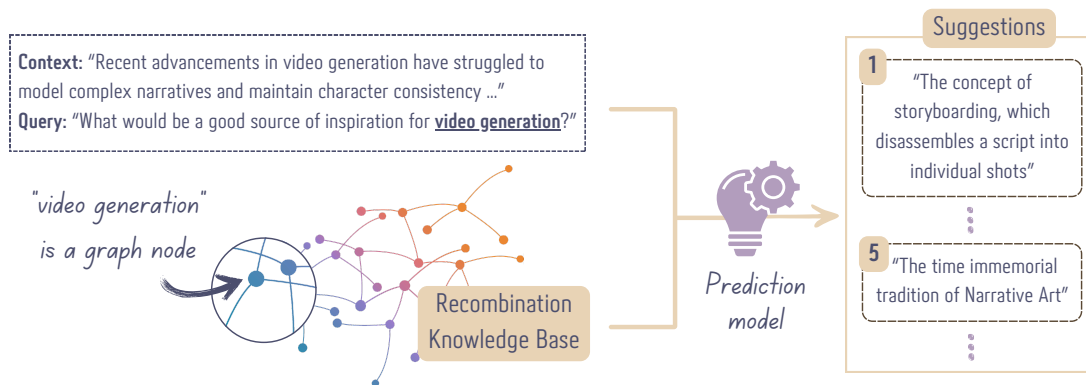 Context: “Recent advancements in video generation have struggled to
model complex narratives and maintain character consistency ...”
Query: “What would be a good source of inspiration for video generation?”
"video generation"
is a graph node
Recombination
Knowledge Base
Prediction
model
Suggestions
1
“The concept of
storyboarding, which
disassembles a script into
individual shots”
5
“The time immemorial
tradition of Narrative Art”